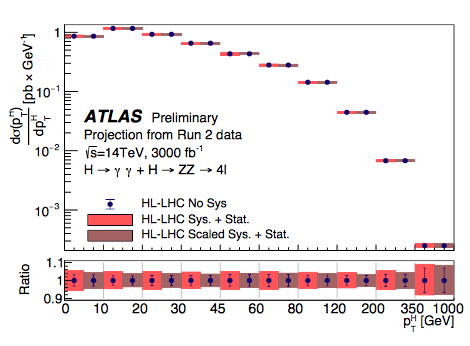 dσ(p_T^H)/dp_T^H [pb × GeV⁻¹]
1
10⁻¹
10⁻²
10⁻³
ATLAS Preliminary
Projection from Run 2 data
√s=14TeV, 3000 fb⁻¹
H → γ γ + H → ZZ → 4l
HL-LHC No Sys
HL-LHC Sys. + Stat.
HL-LHC Scaled Sys. + Stat.
Ratio
1.1
1
0.9
0 10 20 30 45 60 80 120 200 350 1000
p_T^H [GeV]